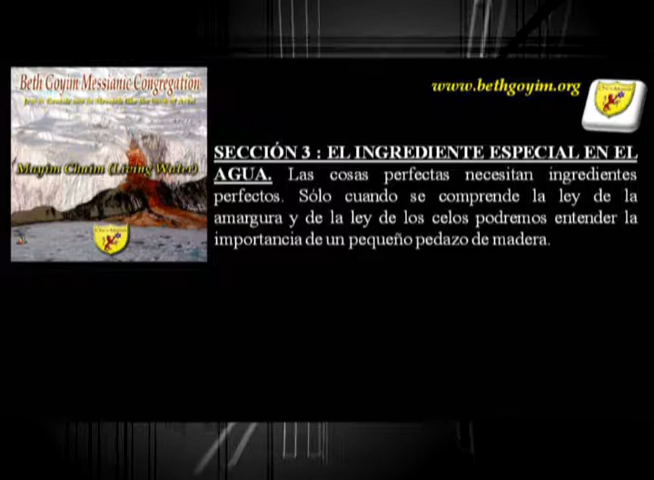 Beth Goyim Messianic Congregation
Mayim Chaim (Living Water)
www.bethgoyim.org
SECCIÓN 3 : EL INGREDIENTE ESPECIAL EN EL
AGUA. Las cosas perfectas necesitan ingredientes
perfectos. Sólo cuando se comprende la ley de la
amargura y de la ley de los celos podremos entender la
importancia de un pequeño pedazo de madera.